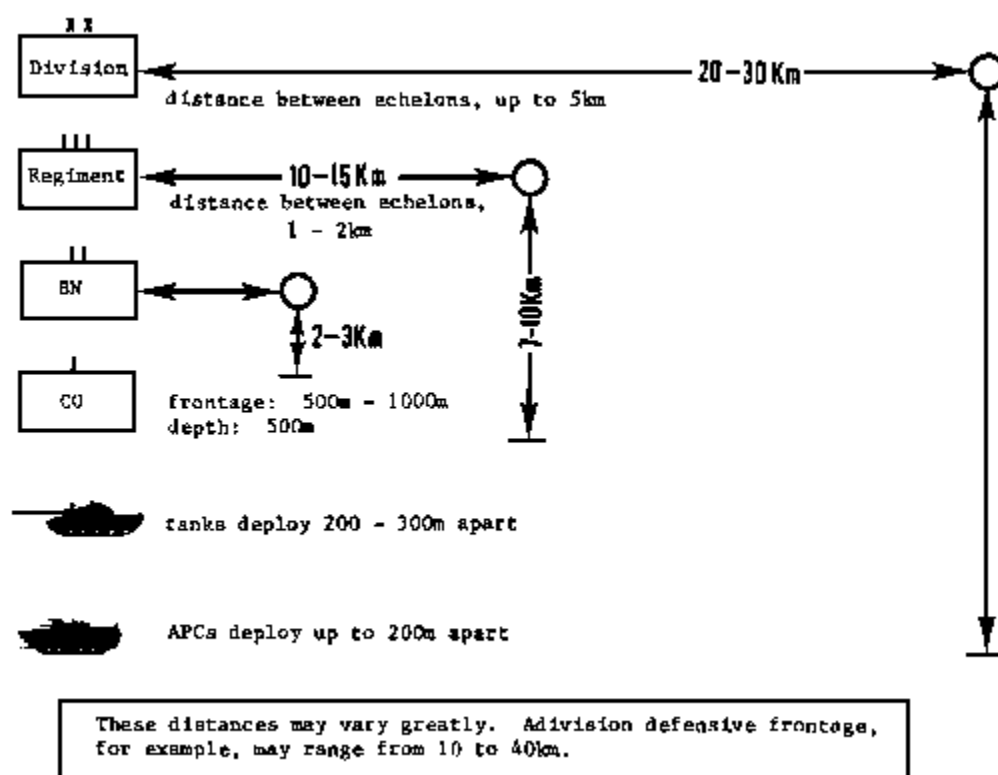 X X
Division
20-30 Km
distance between echelons, up to 5km
III
Regiment
10-15 Km
distance between echelons,
1 - 2km
II
BN
2-3Km
7-10Km
I
CO
frontage: 500m - 1000m
depth: 500m
tanks deploy 200 - 300m apart
APCs deploy up to 200m apart
These distances may vary greatly. Adivision defensive frontage,
for example, may range from 10 to 40km.